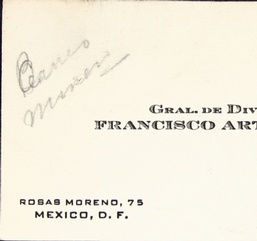 GRAL. DE DIV
FRANCISCO ART
ROSAS MORENO, 75
MEXICO, D. F.